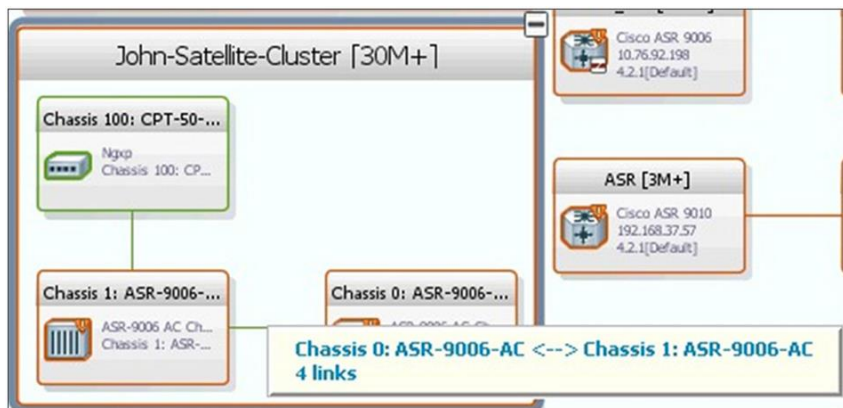 John-Satellite-Cluster [30M+]
Chassis 100: CPT-50-...
Ngxp
Chassis 100: CP...
Chassis 1: ASR-9006-...
ASR-9006 AC Ch...
Chassis 1: ASR-...
Chassis 0: ASR-9006-...
Chassis 0: ASR-9006-AC <--> Chassis 1: ASR-9006-AC
4 links
Cisco ASR 9006
10.76.92.198
4.2.1[Default]
ASR [3M+]
Cisco ASR 9010
192.168.37.57
4.2.1[Default]